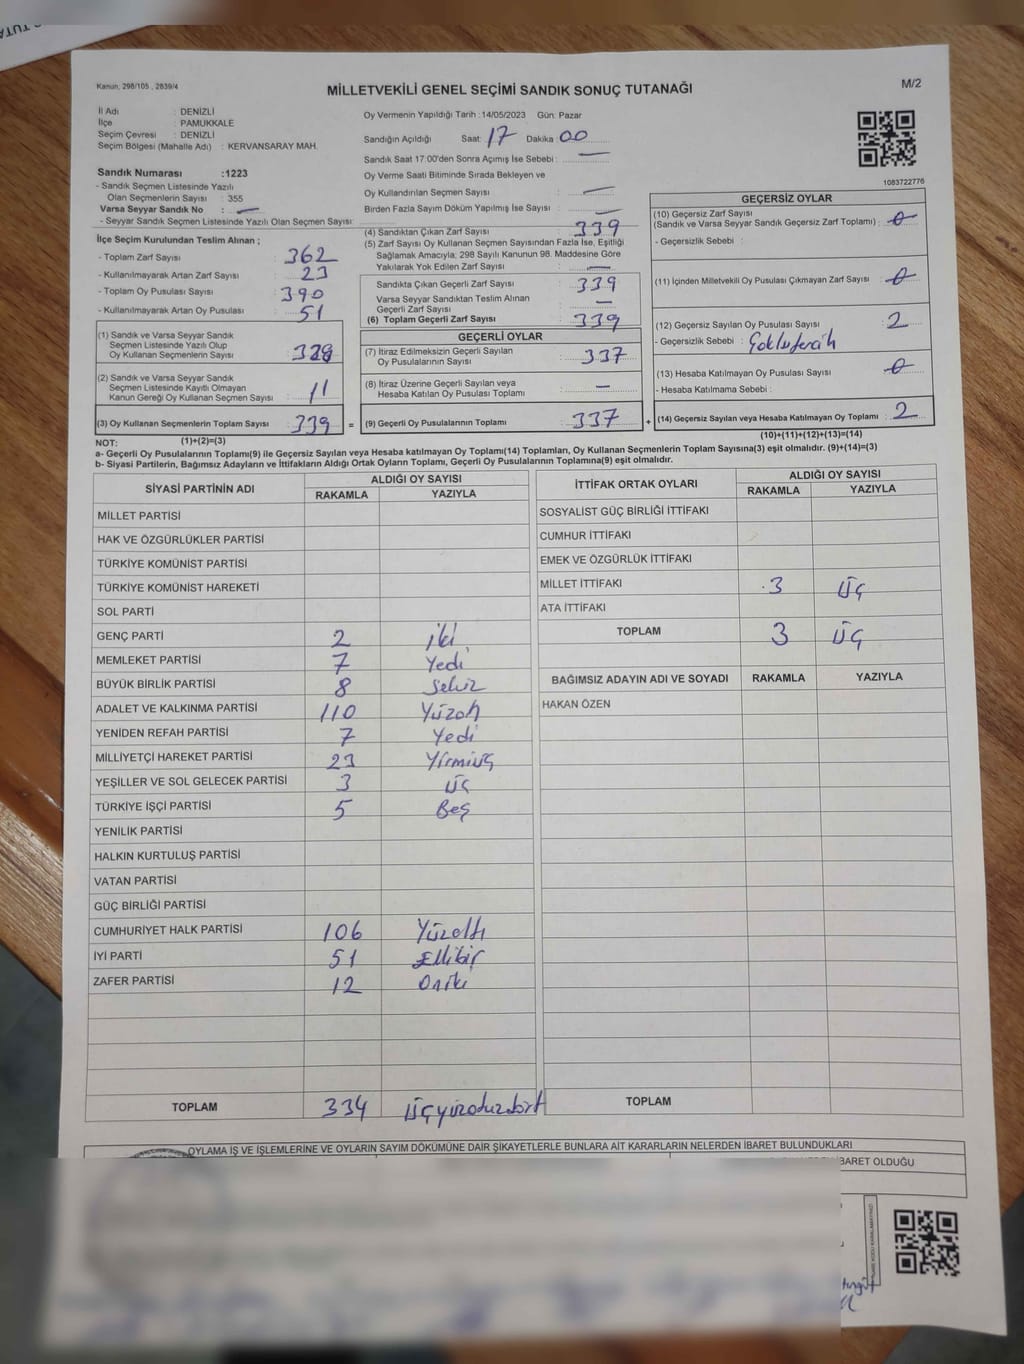 Kanun, 298/105 , 2839/4
MİLLETVEKİLİ GENEL SEÇİMİ SANDIK SONUÇ TUTANAĞI
M/2
İl Adı : DENİZLİ
İlçe : PAMUKKALE
Seçim Çevresi : DENİZLİ
Seçim Bölgesi (Mahalle Adı) : KERVANSARAY MAH.
Oy Vermenin Yapıldığı Tarih :14/05/2023 Gün: Pazar
Sandığın Açıldığı Saat: 17 Dakika : 00
Sandık Saat 17:00'den Sonra Açımış İse Sebebi : —
1083722776
Sandık Numarası :1223
- Sandık Seçmen Listesinde Yazılı
Olan Seçmenlerin Sayısı : 355
Varsa Seyyar Sandık No : —
- Seyyar Sandık Seçmen Listesinde Yazılı Olan Seçmen Sayısı:
Oy Verme Saati Bitiminde Sırada Bekleyen ve
Oy Kullandırılan Seçmen Sayısı : —
Birden Fazla Sayım Döküm Yapılmış İse Sayısı : —
İlçe Seçim Kurulundan Teslim Alınan ;
- Toplam Zarf Sayısı : 362
- Kullanılmayarak Artan Zarf Sayısı : 23
- Toplam Oy Pusulası Sayısı : 390
- Kullanılmayarak Artan Oy Pusulası : 51
(1) Sandık ve Varsa Seyyar Sandık
Seçmen Listesinde Yazılı Olup
Oy Kullanan Seçmenlerin Sayısı : 328
(2) Sandık ve Varsa Seyyar Sandık
Seçmen Listesinde Kayıtlı Olmayan
Kanun Gereği Oy Kullanan Seçmen Sayısı : 11
(3) Oy Kullanan Seçmenlerin Toplam Sayısı : 339
(4) Sandıktan Çıkan Zarf Sayısı : 339
(5) Zarf Sayısı Oy Kullanan Seçmen Sayısından Fazla İse, Eşitliği
Sağlamak Amacıyla; 298 Sayılı Kanunun 98. Maddesine Göre
Yakılarak Yok Edilen Zarf Sayısı : —
Sandıkta Çıkan Geçerli Zarf Sayısı : 339
Varsa Seyyar Sandıktan Teslim Alınan
Geçerli Zarf Sayısı : —
(6) Toplam Geçerli Zarf Sayısı : 339
GEÇERLİ OYLAR
(7) İtiraz Edilmeksizin Geçerli Sayılan
Oy Pusulalarının Sayısı : 337
(8) İtiraz Üzerine Geçerli Sayılan veya
Hesaba Katılan Oy Pusulası Toplamı : —
= (9) Geçerli Oy Pusulalarının Toplamı : 337
GEÇERSİZ OYLAR
(10) Geçersiz Zarf Sayısı
(Sandık ve Varsa Seyyar Sandık Geçersiz Zarf Toplamı) : 0
- Geçersizlik Sebebi :
(11) İçinden Milletvekili Oy Pusulası Çıkmayan Zarf Sayısı : 0
(12) Geçersiz Sayılan Oy Pusulası Sayısı : 2
- Geçersizlik Sebebi : Çoklutercih
(13) Hesaba Katılmayan Oy Pusulası Sayısı : 0
- Hesaba Katılmama Sebebi :
+ (14) Geçersiz Sayılan veya Hesaba Katılmayan Oy Toplamı : 2
NOT: (1)+(2)=(3)
(10)+(11)+(12)+(13)=(14)
a- Geçerli Oy Pusulalarının Toplamı(9) ile Geçersiz Sayılan veya Hesaba katılmayan Oy Toplamı(14) Toplamları, Oy Kullanan Seçmenlerin Toplam Sayısına(3) eşit olmalıdır. (9)+(14)=(3)
b- Siyasi Partilerin, Bağımsız Adayların ve İttifakların Aldığı Ortak Oyların Toplamı, Geçerli Oy Pusulalarının Toplamına(9) eşit olmalıdır.
SİYASİ PARTİNİN ADI
ALDIĞI OY SAYISI
RAKAMLA YAZIYLA
MİLLET PARTİSİ
HAK VE ÖZGÜRLÜKLER PARTİSİ
TÜRKİYE KOMÜNİST PARTİSİ
TÜRKİYE KOMÜNİST HAREKETİ
SOL PARTİ
GENÇ PARTİ 2 iki
MEMLEKET PARTİSİ 7 Yedi
BÜYÜK BİRLİK PARTİSİ 8 Sekiz
ADALET VE KALKINMA PARTİSİ 110 Yüzon
YENİDEN REFAH PARTİSİ 7 Yedi
MİLLİYETÇİ HAREKET PARTİSİ 23 Yirmiüç
YEŞİLLER VE SOL GELECEK PARTİSİ 3 üç
TÜRKİYE İŞÇİ PARTİSİ 5 Beş
YENİLİK PARTİSİ
HALKIN KURTULUŞ PARTİSİ
VATAN PARTİSİ
GÜÇ BİRLİĞİ PARTİSİ
CUMHURİYET HALK PARTİSİ 106 Yüzaltı
İYİ PARTİ 51 Ellibir
ZAFER PARTİSİ 12 Oniki
TOPLAM 334 Üçyüzotuzdört
İTTİFAK ORTAK OYLARI
ALDIĞI OY SAYISI
RAKAMLA YAZIYLA
SOSYALİST GÜÇ BİRLİĞİ İTTİFAKI
CUMHUR İTTİFAKI
EMEK VE ÖZGÜRLÜK İTTİFAKI
MİLLET İTTİFAKI 3 Üç
ATA İTTİFAKI
TOPLAM 3 Üç
BAĞIMSIZ ADAYIN ADI VE SOYADI RAKAMLA YAZIYLA
HAKAN ÖZEN
TOPLAM
OYLAMA İŞ VE İŞLEMLERİNE VE OYLARIN SAYIM DÖKÜMÜNE DAİR ŞİKAYETLERLE BUNLARA AİT KARARLARIN NELERDEN İBARET BULUNDUKLARI
İBARET OLDUĞU